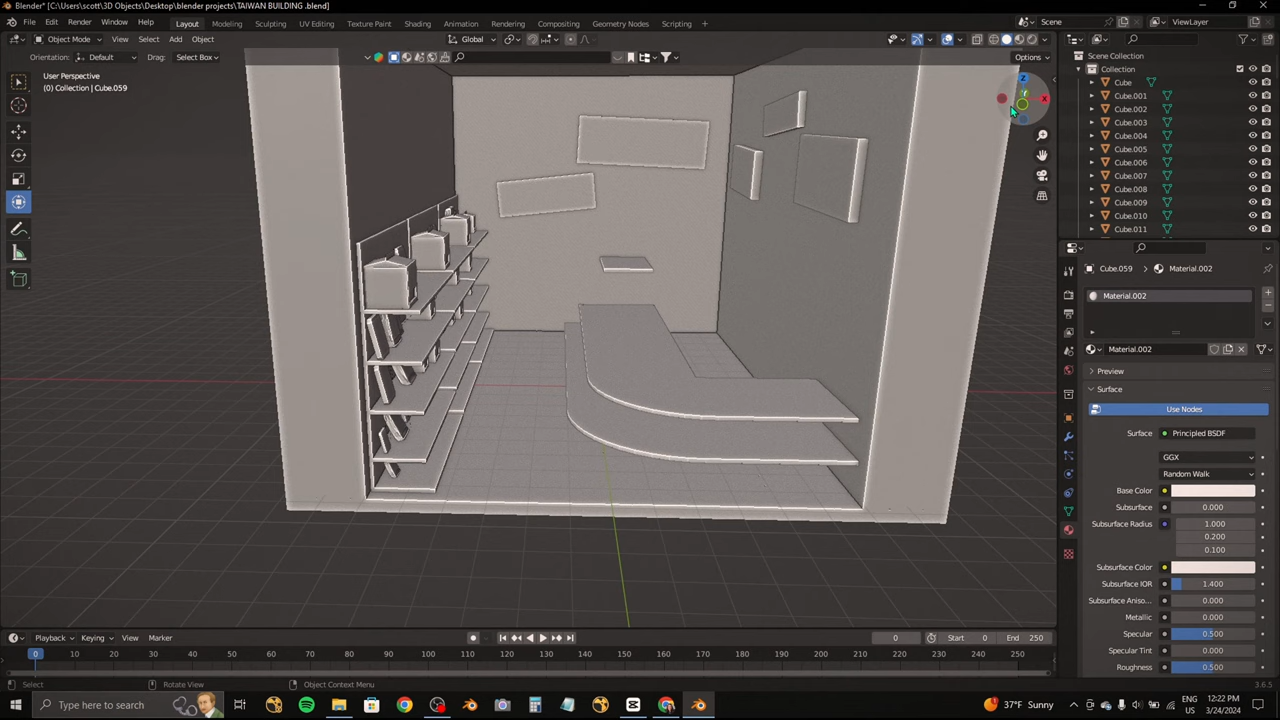 Blender* [C:\Users\scott\3D Objects\Desktop\blender projects\TAIWAN BUILDING .blend]
File Edit Render Window Help Layout Modeling Sculpting UV Editing Texture Paint Shading Animation Rendering Compositing Geometry Nodes Scripting + Scene ViewLayer
Object Mode View Select Add Object Global
Orientation: Default Drag: Select Box Options
User Perspective
(0) Collection | Cube.059
Z
Y
X
Scene Collection
Collection
Cube
Cube.001
Cube.002
Cube.003
Cube.004
Cube.005
Cube.006
Cube.007
Cube.008
Cube.009
Cube.010
Cube.011
Cube.059 > Material.002
Material.002
Material.002
Preview
Surface
Use Nodes
Surface Principled BSDF
GGX
Random Walk
Base Color
Subsurface 0.000
Subsurface Radius 1.000
0.200
0.100
Subsurface Color
Subsurface IOR 1.400
Subsurface Aniso... 0.000
Metallic 0.000
Specular 0.500
Specular Tint 0.000
Roughness 0.500
Playback Keying View Marker 0 Start 0 End 250
0 10 20 30 40 50 60 70 80 90 100 110 120 130 140 150 160 170 180 190 200 210 220 230 240 250
Select Rotate View Object Context Menu 3.6.5
Type here to search 37°F Sunny ENG US 12:22 PM 3/24/2024